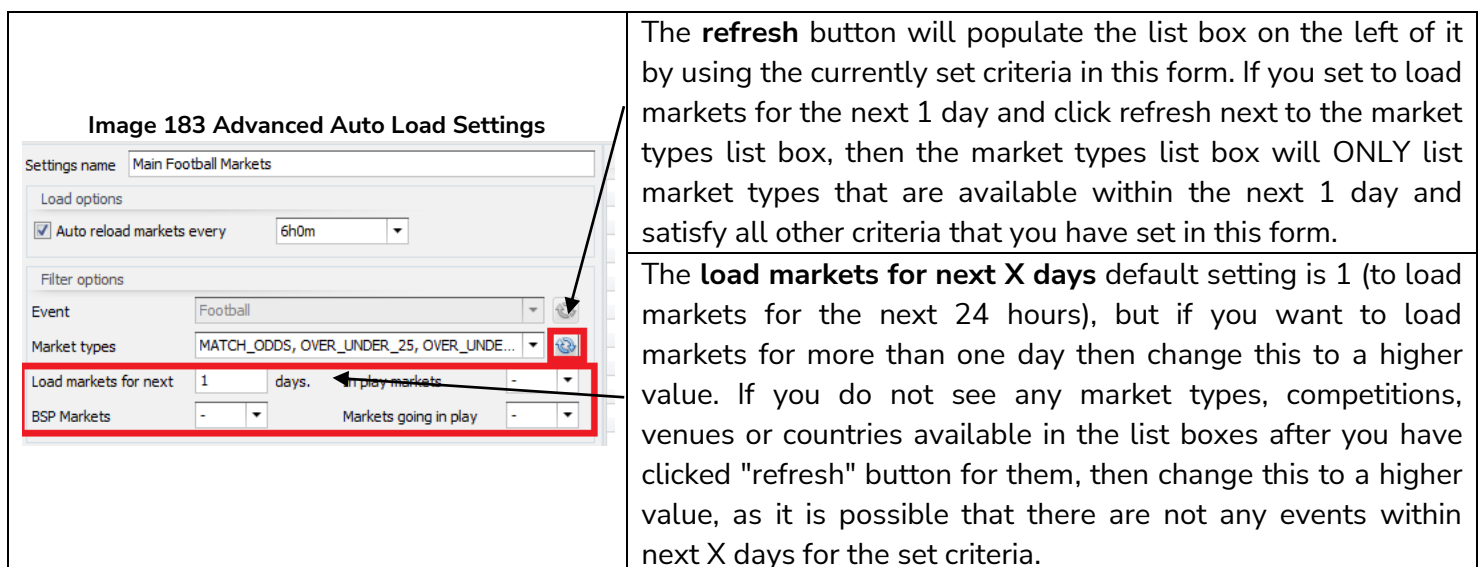 Image 183 Advanced Auto Load Settings
Settings name Main Football Markets
Load options
Auto reload markets every 6h0m
Filter options
Event Football
Market types MATCH_ODDS, OVER_UNDER_25, OVER_UNDE...
Load markets for next 1 days. In play markets -
BSP Markets - Markets going in play -
The refresh button will populate the list box on the left of it
by using the currently set criteria in this form. If you set to load
markets for the next 1 day and click refresh next to the market
types list box, then the market types list box will ONLY list
market types that are available within the next 1 day and
satisfy all other criteria that you have set in this form.
The load markets for next X days default setting is 1 (to load
markets for the next 24 hours), but if you want to load
markets for more than one day then change this to a higher
value. If you do not see any market types, competitions,
venues or countries available in the list boxes after you have
clicked "refresh" button for them, then change this to a higher
value, as it is possible that there are not any events within
next X days for the set criteria.